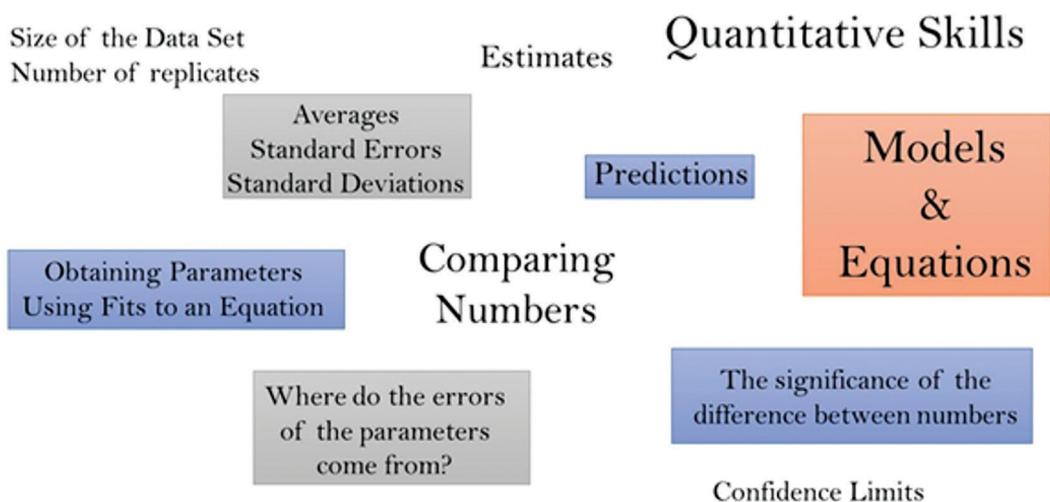 Size of the Data Set
Number of replicates
Estimates
Quantitative Skills
Averages
Standard Errors
Standard Deviations
Predictions
Models
&
Equations
Obtaining Parameters
Using Fits to an Equation
Comparing
Numbers
Where do the errors
of the parameters
come from?
The significance of the
difference between numbers
Confidence Limits